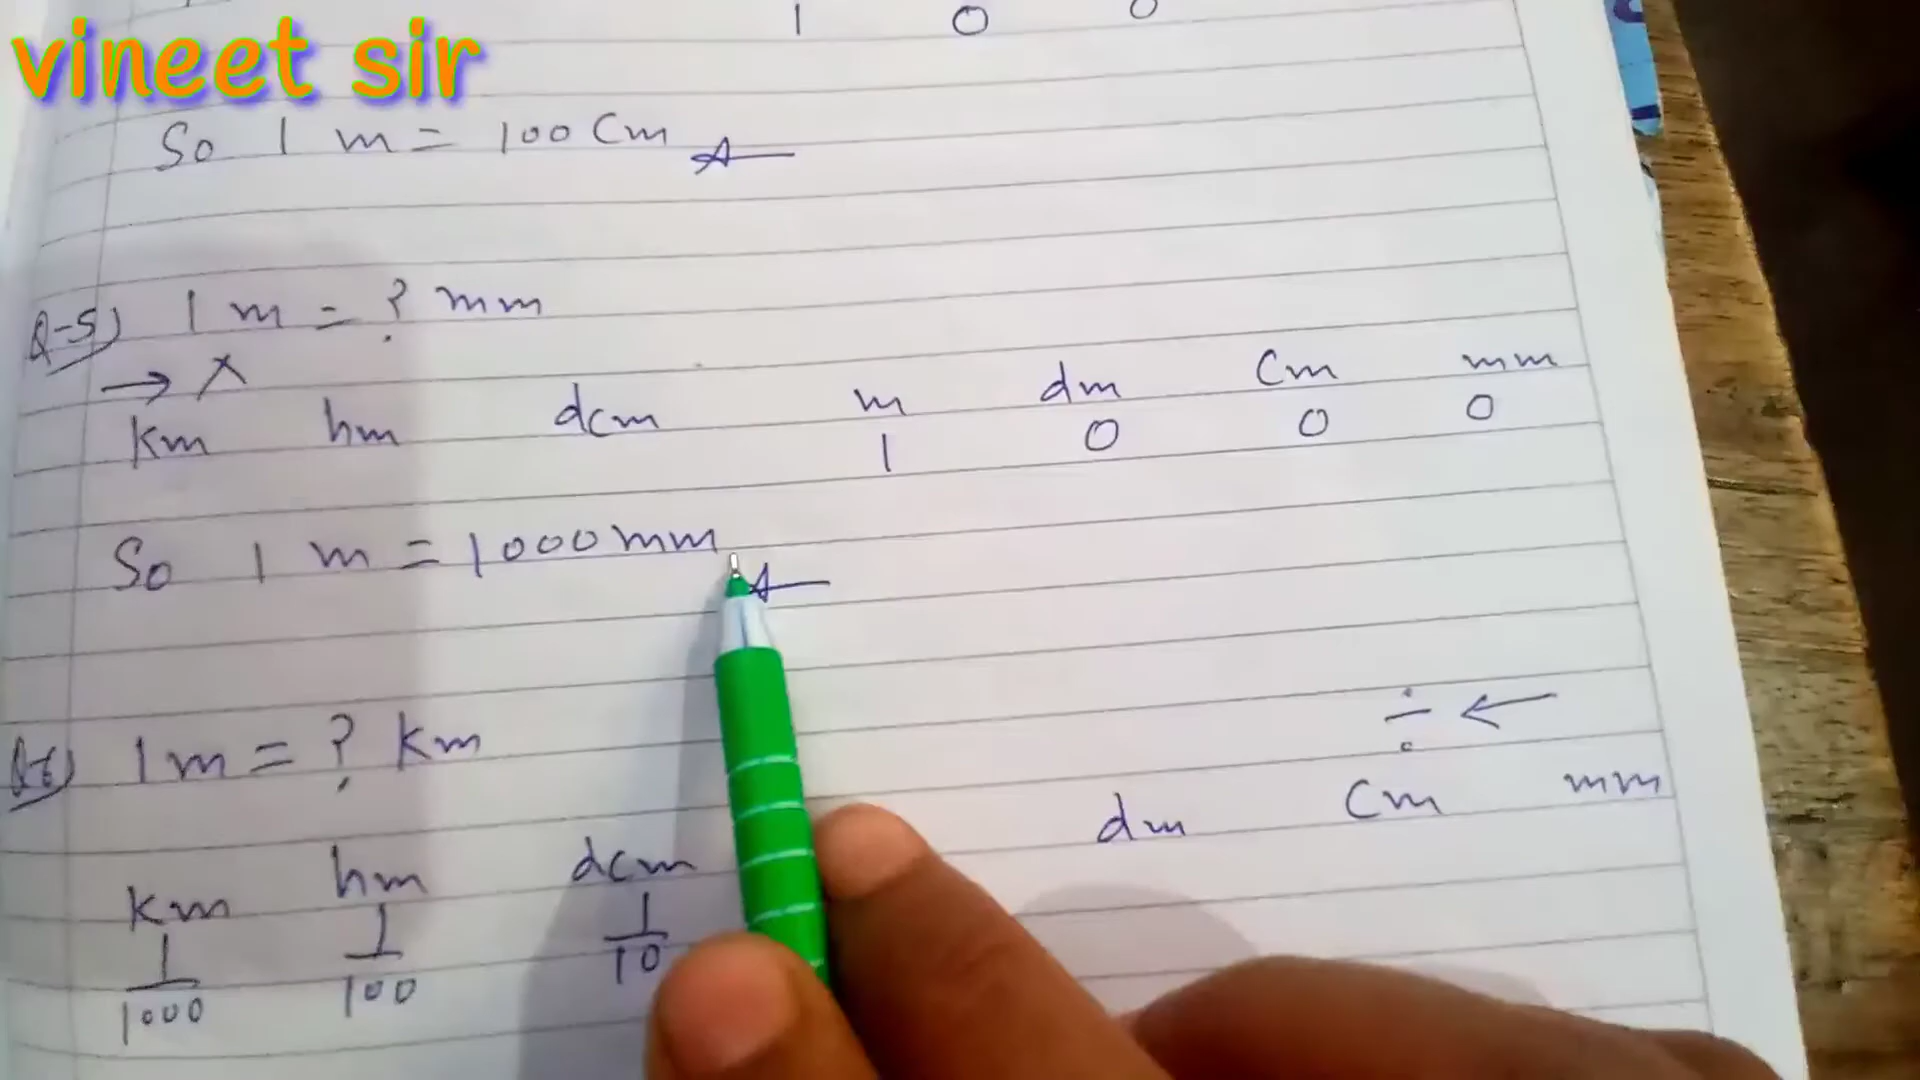 vineet sir
1 0 0
So 1 m = 100 Cm
Q-5) 1 m = ? mm
→ X
km hm dcm m dm Cm mm
1 0 0 0
So 1 m = 1000 mm
Q-6) 1 m = ? km
÷ ←
km hm dcm dm Cm mm
1/1000 1/100 1/10